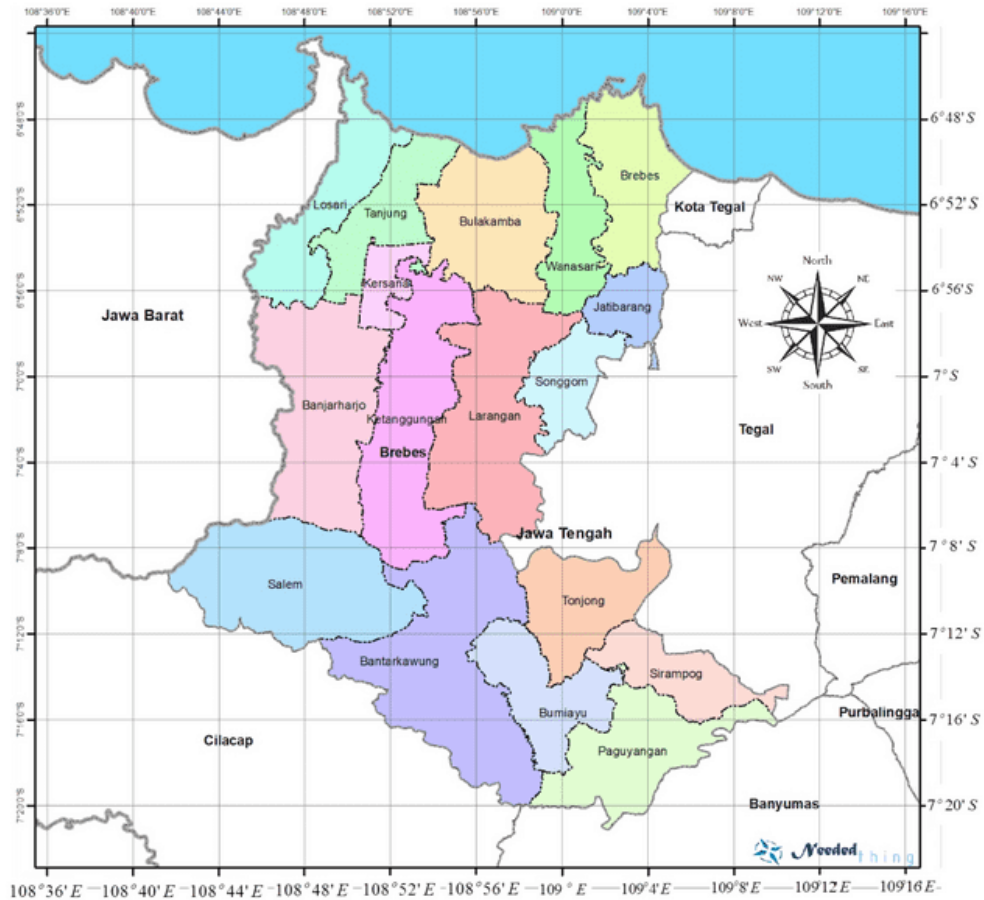 108°36'0"E 108°40'0"E 108°44'0"E 108°48'0"E 108°52'0"E 108°56'0"E 109°0'0"E 109°4'0"E 109°8'0"E 109°12'0"E 109°16'0"E
6°48'0"S
6°48' S
Brebes
6°52'0"S
Losari
Tanjung
Bulakamba
Kota Tegal
6°52' S
Wanasari
North
NW
NE
6°56'0"S
Kersana
Jatibarang
6°56' S
Jawa Barat
West
East
SW
SE
South
7°0'0"S
Songgom
7° S
Banjarharjo
Ketanggungan
Larangan
Tegal
Brebes
7°4'0"S
7° 4' S
Jawa Tengah
7°8'0"S
7° 8' S
Salem
Tonjong
Pemalang
7°12'0"S
7°12' S
Bantarkawung
Sirampog
7°16'0"S
Bumiayu
Purbalingga
7°16' S
Cilacap
Paguyangan
7°20'0"S
Banyumas
7°20' S
Needed thing
108°36' E 108°40' E 108°44' E 108°48' E 108°52' E 108°56' E 109° 0' E 109°4' E 109°8' E 109°12' E 109°16' E